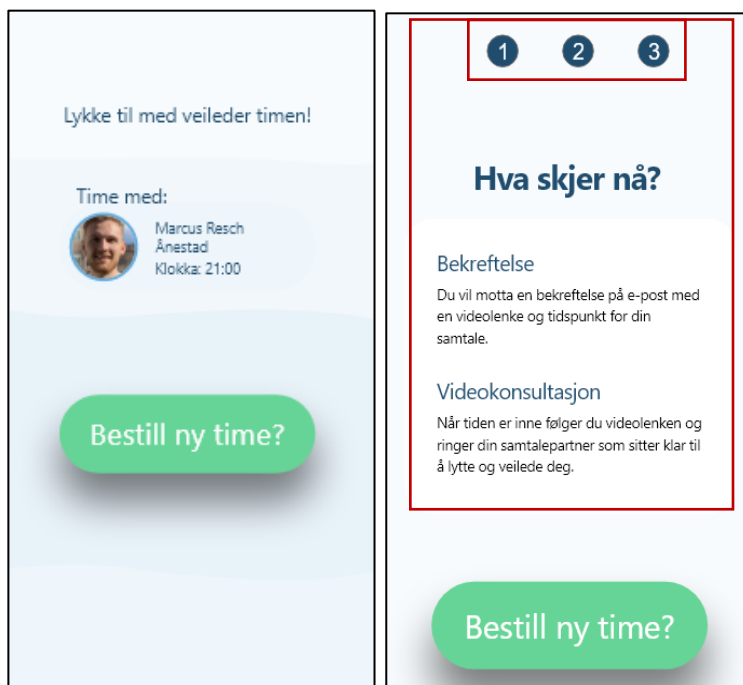 Lykke til med veileder timen!
Time med:
Marcus Resch
Ånestad
Klokka: 21:00
Bestill ny time?
1 2 3
Hva skjer nå?
Bekreftelse
Du vil motta en bekreftelse på e-post med
en videolenke og tidspunkt for din
samtale.
Videokonsultasjon
Når tiden er inne følger du videolenken og
ringer din samtalepartner som sitter klar til
å lytte og veilede deg.
Bestill ny time?